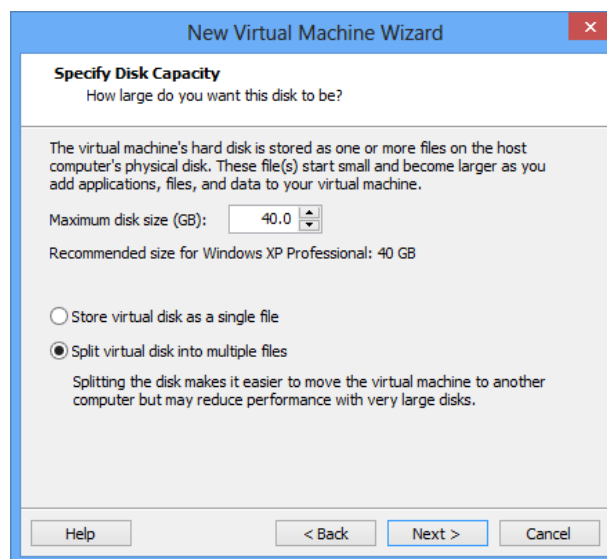 New Virtual Machine Wizard
Specify Disk Capacity
How large do you want this disk to be?
The virtual machine's hard disk is stored as one or more files on the host
computer's physical disk. These file(s) start small and become larger as you
add applications, files, and data to your virtual machine.
Maximum disk size (GB): 40.0
Recommended size for Windows XP Professional: 40 GB
Store virtual disk as a single file
Split virtual disk into multiple files
Splitting the disk makes it easier to move the virtual machine to another
computer but may reduce performance with very large disks.
Help < Back Next > Cancel